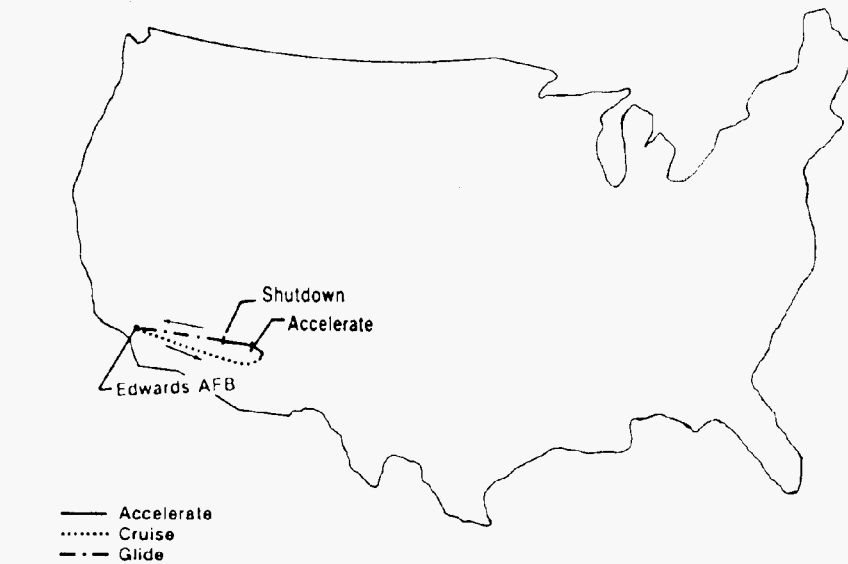 Shutdown
Accelerate
Edwards AFB
Accelerate
Cruise
Glide